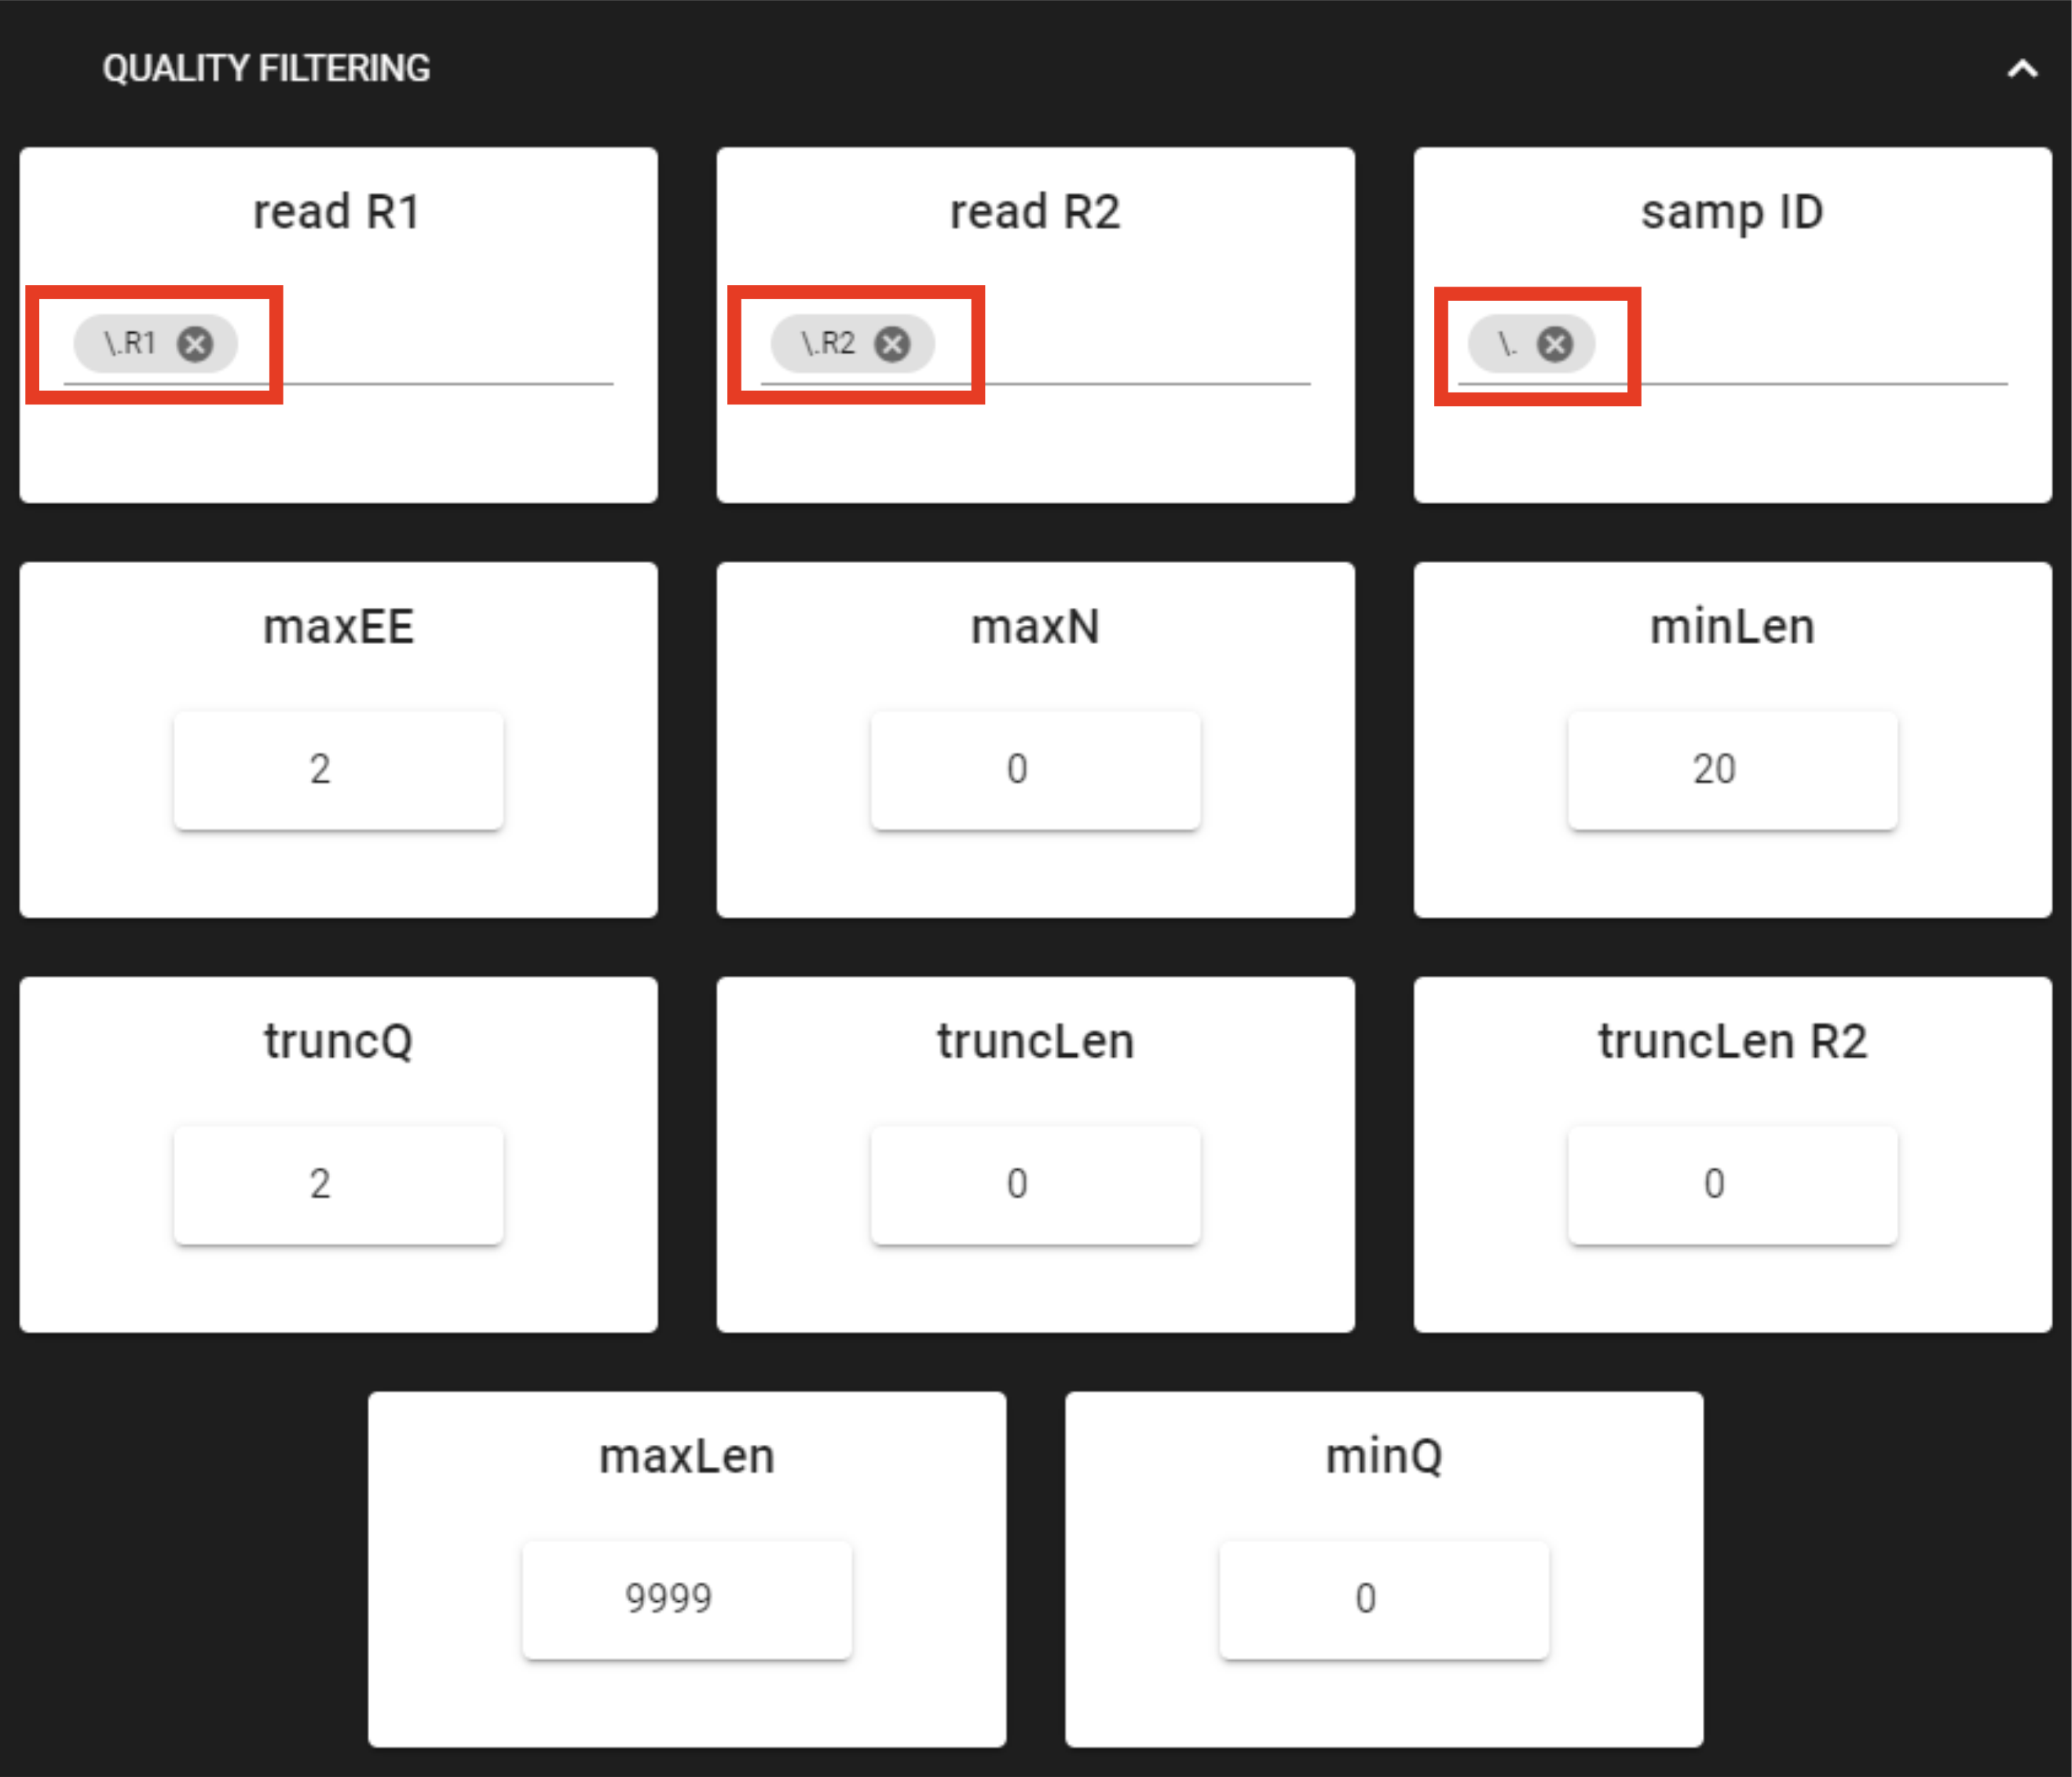 QUALITY FILTERING
read R1
read R2
samp ID
\.R1
\.R2
\.
maxEE
maxN
minLen
2
0
20
truncQ
truncLen
truncLen R2
2
0
0
maxLen
minQ
9999
0